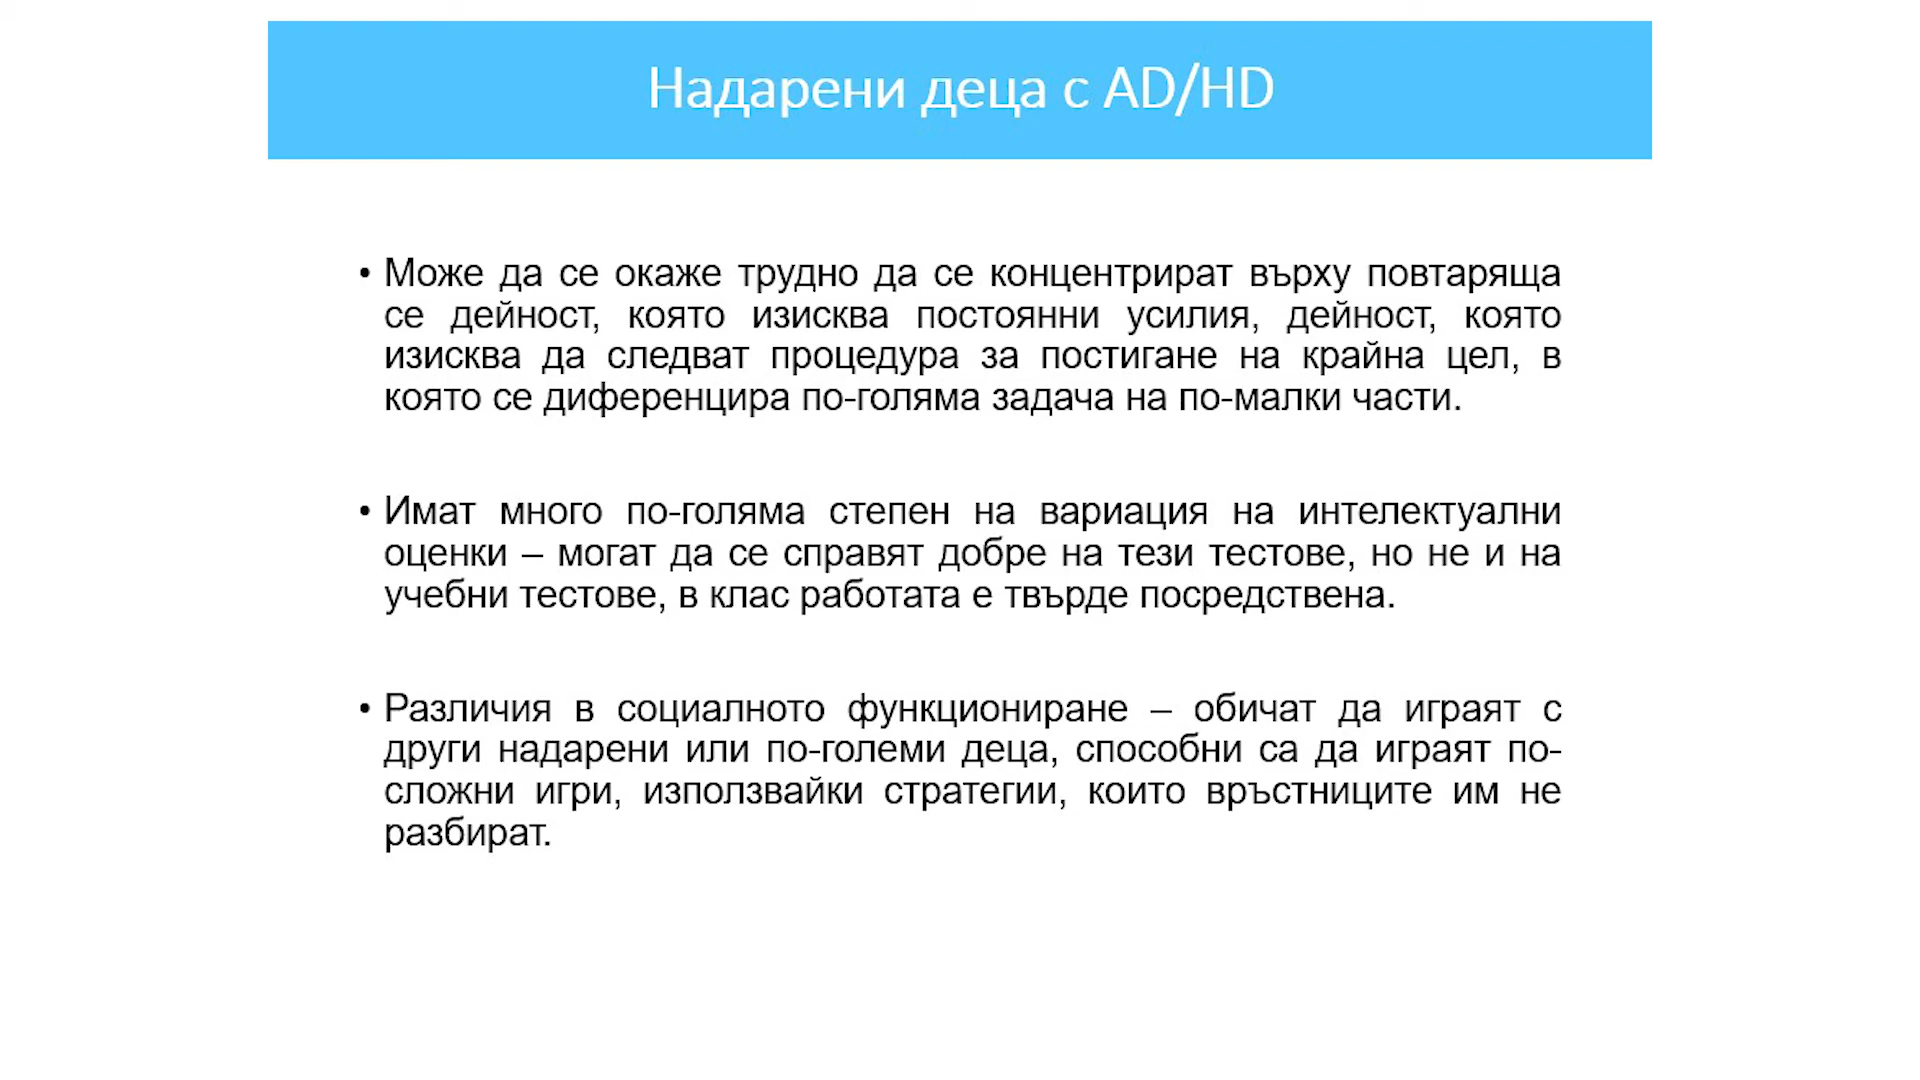 Надарени деца с AD/HD
• Може да се окаже трудно да се концентрират върху повтаряща
се дейност, която изисква постоянни усилия, дейност, която
изисква да следват процедура за постигане на крайна цел, в
която се диференцира по-голяма задача на по-малки части.
• Имат много по-голяма степен на вариация на интелектуални
оценки – могат да се справят добре на тези тестове, но не и на
учебни тестове, в клас работата е твърде посредствена.
• Различия в социалното функциониране – обичат да играят с
други надарени или по-големи деца, способни са да играят по-
сложни игри, използвайки стратегии, които връстниците им не
разбират.